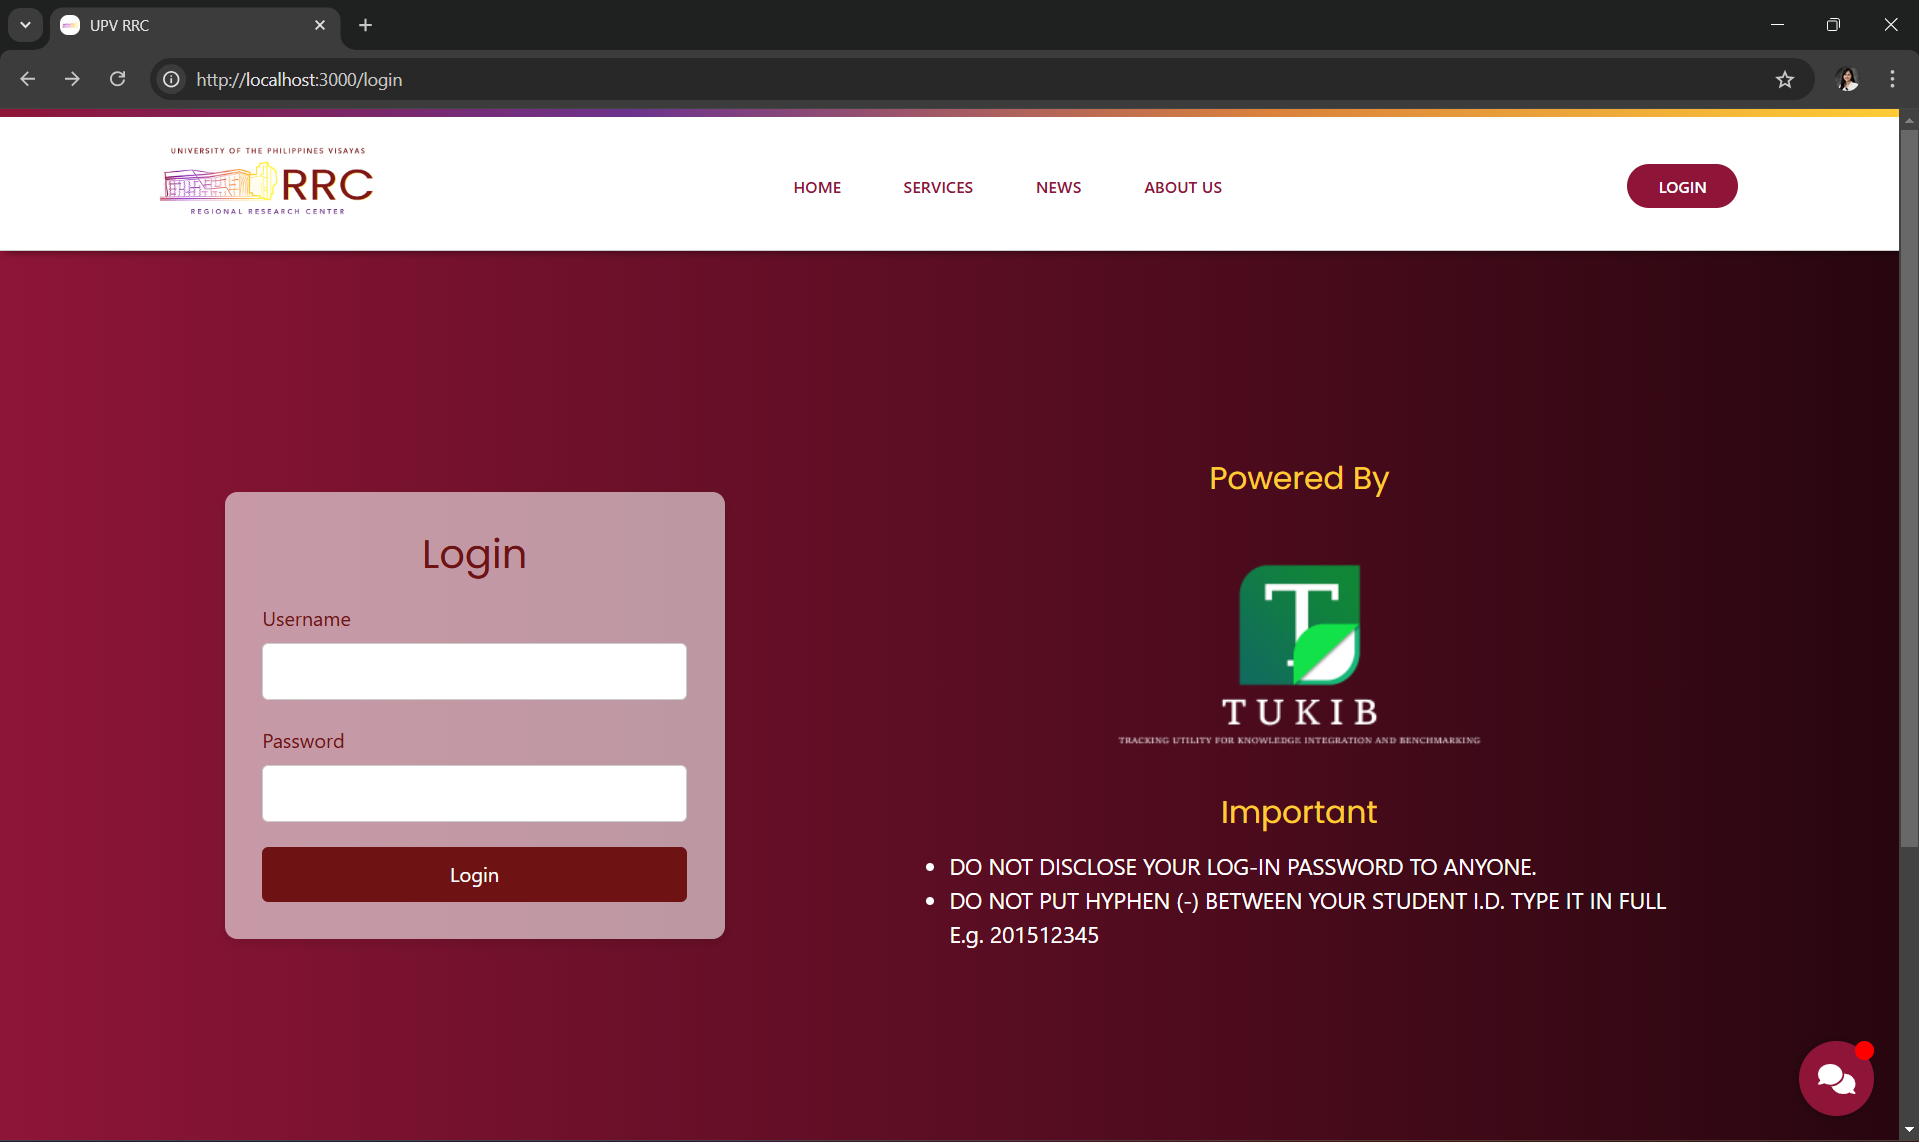 UPV RRC
http://localhost:3000/login
UNIVERSITY OF THE PHILIPPINES VISAYAS
RRC
REGIONAL RESEARCH CENTER
HOME
SERVICES
NEWS
ABOUT US
LOGIN
Login
Username
Password
Login
Powered By
T
TUKIB
TRACKING UTILITY FOR KNOWLEDGE INTEGRATION AND BENCHMARKING
Important
• DO NOT DISCLOSE YOUR LOG-IN PASSWORD TO ANYONE.
• DO NOT PUT HYPHEN (-) BETWEEN YOUR STUDENT I.D. TYPE IT IN FULL
E.g. 201512345